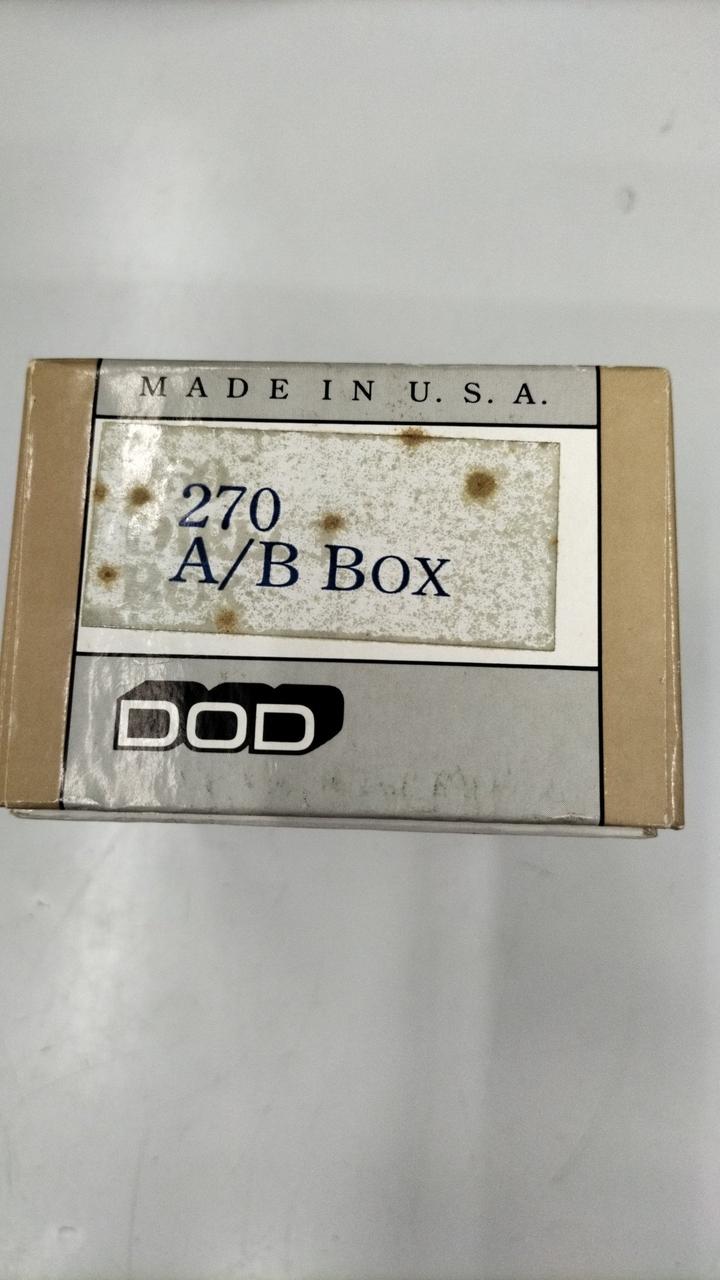 MADE IN U.S.A.
270
A/B BOX
DOD